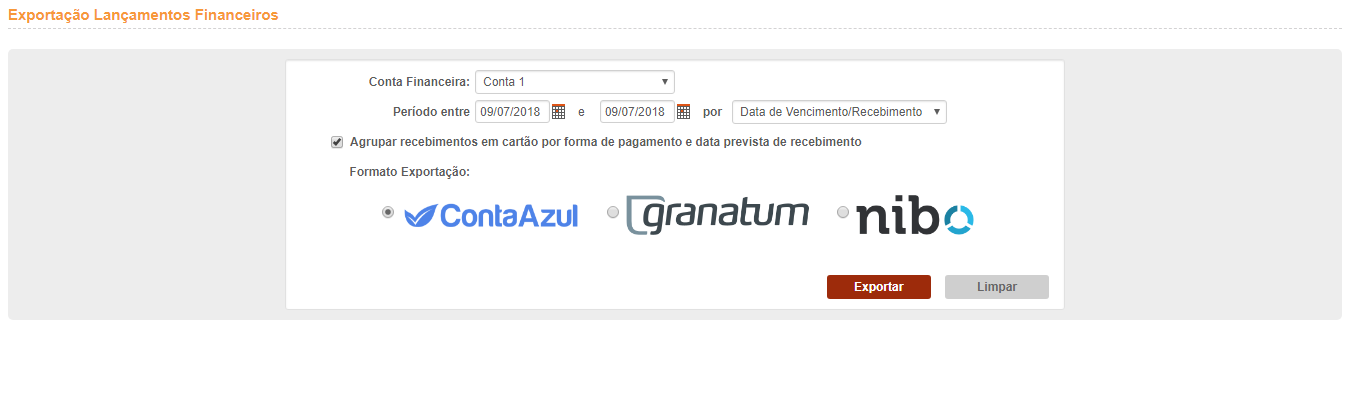 Exportação Lançamentos Financeiros
Conta Financeira: Conta 1
Período entre 09/07/2018 e 09/07/2018 por Data de Vencimento/Recebimento
Agrupar recebimentos em cartão por forma de pagamento e data prevista de recebimento
Formato Exportação:
ContaAzul granatum nibo
Exportar Limpar